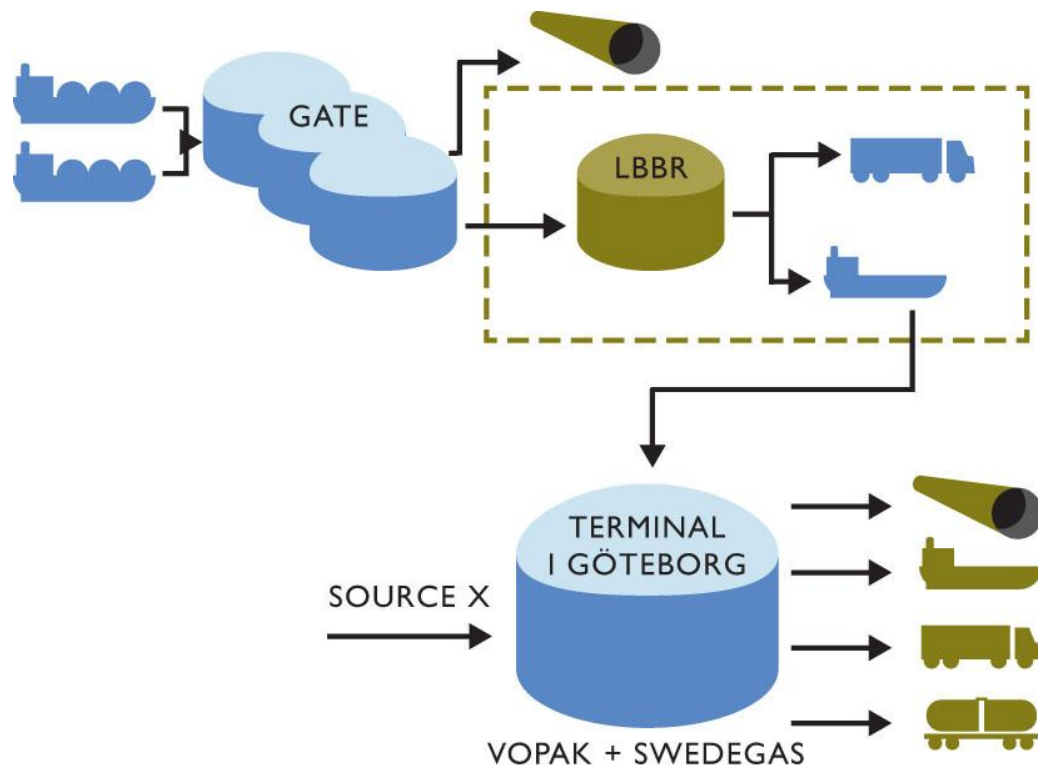 GATE
LBBR
TERMINAL
I GÖTEBORG
SOURCE X
VOPAK + SWEDEGAS